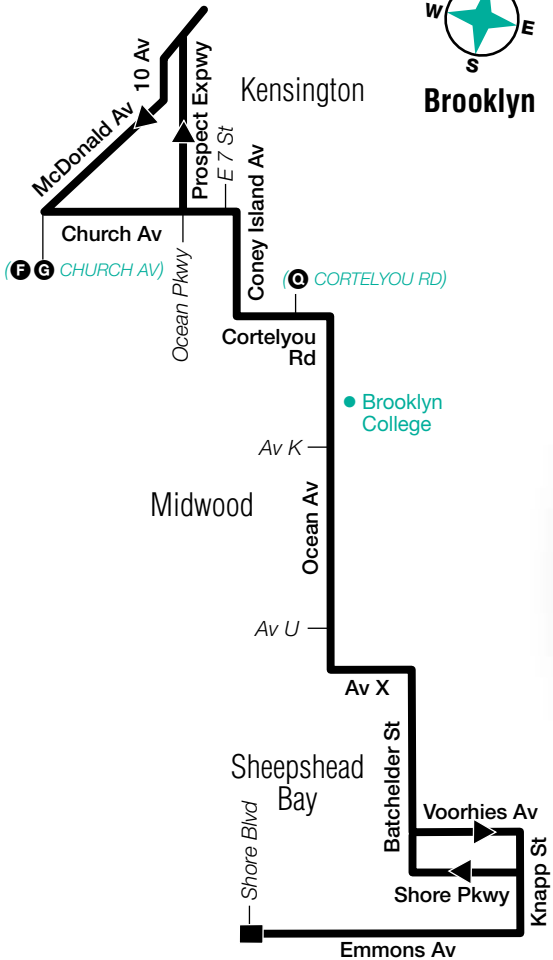 W
E
S
Brooklyn
10 Av
Kensington
McDonald Av
Prospect Expwy
E 7 St
Church Av
Coney Island Av
(F G CHURCH AV)
Ocean Pkwy
(Q CORTELYOU RD)
Cortelyou
Rd
Brooklyn
College
Av K
Midwood
Ocean Av
Av U
Av X
Sheepshead
Bay
Batchelder St
Voorhies Av
Shore Blvd
Shore Pkwy
Knapp St
Emmons Av